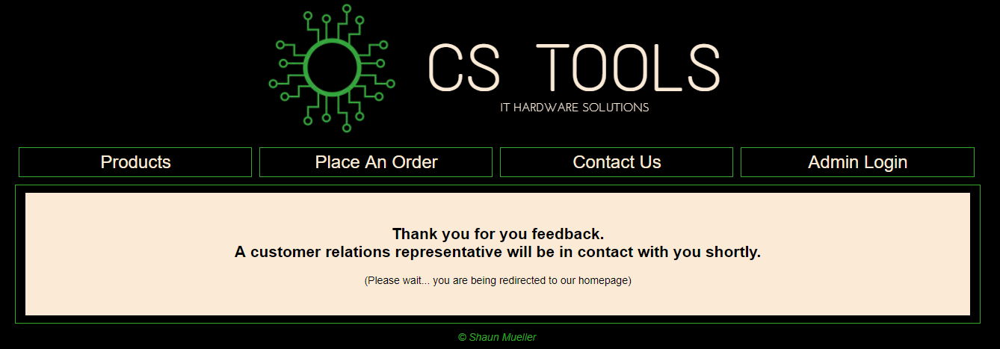 CS TOOLS
IT HARDWARE SOLUTIONS
Products
Place An Order
Contact Us
Admin Login
Thank you for you feedback.
A customer relations representative will be in contact with you shortly.
(Please wait... you are being redirected to our homepage)
© Shaun Mueller